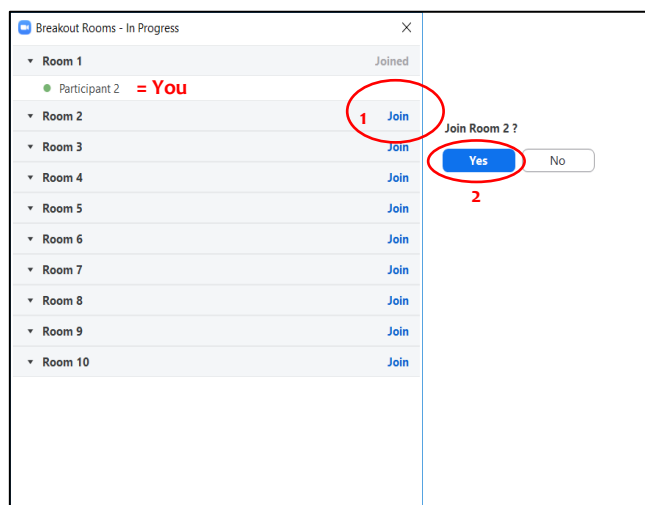 Breakout Rooms - In Progress
Room 1 Joined
Participant 2 = You
Room 2 1 Join
Room 3 Join
Room 4 Join
Room 5 Join
Room 6 Join
Room 7 Join
Room 8 Join
Room 9 Join
Room 10 Join
Join Room 2 ?
Yes No
2